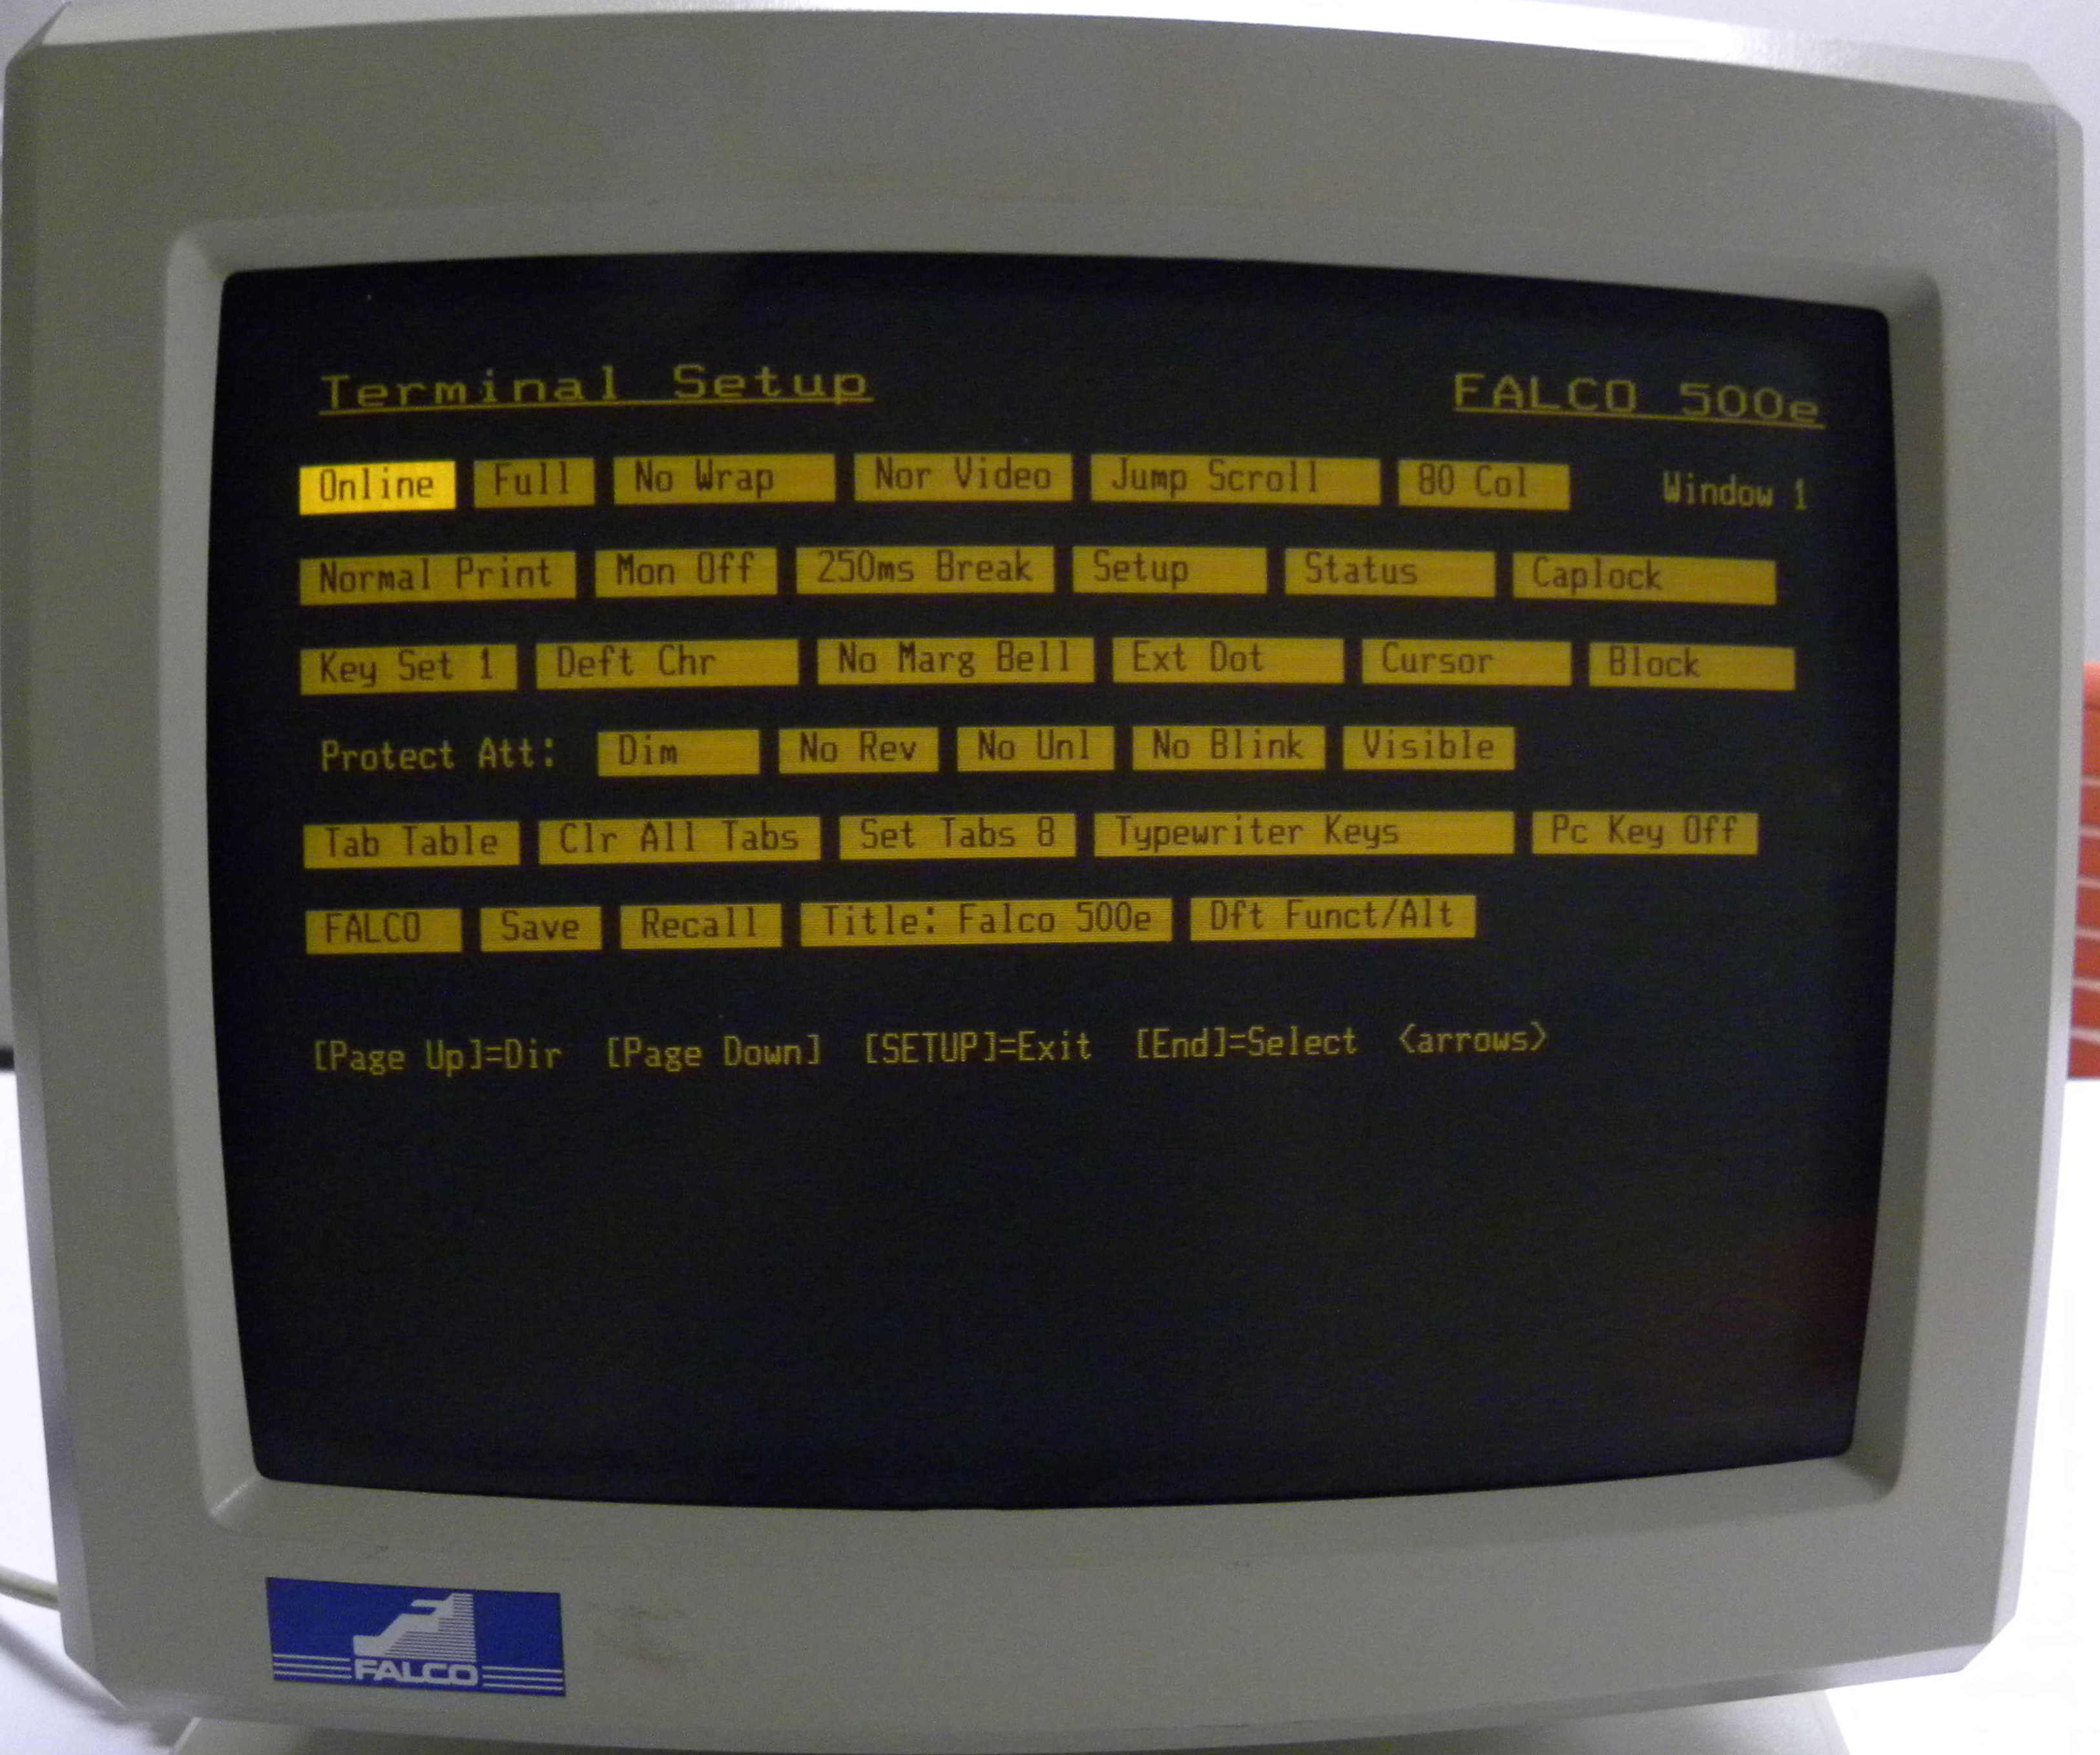 Terminal Setup FALCO 500e
Online Full No Wrap Nor Video Jump Scroll 80 Col Window 1
Normal Print Mon Off 250ms Break Setup Status Caplock
Key Set 1 Deft Chr No Marg Bell Ext Dot Cursor Block
Protect Att: Dim No Rev No Unl No Blink Visible
Tab Table Clr All Tabs Set Tabs 8 Typewriter Keys Pc Key Off
FALCO Save Recall Title: Falco 500e Dft Funct/Alt
[Page Up]=Dir [Page Down] [SETUP]=Exit [End]=Select <arrows>
FALCO